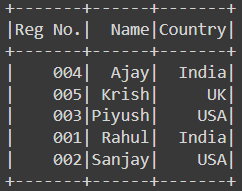 +-------+------+-------+
|Reg No.|  Name|Country|
+-------+------+-------+
|    004|  Ajay|  India|
|    005| Krish|     UK|
|    003|Piyush|    USA|
|    001| Rahul|  India|
|    002|Sanjay|    USA|
+-------+------+-------+